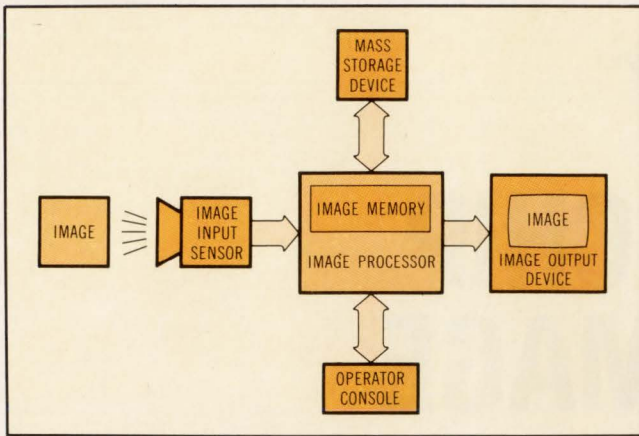 MASS
STORAGE
DEVICE
IMAGE
IMAGE
INPUT
SENSOR
IMAGE MEMORY
IMAGE PROCESSOR
IMAGE
IMAGE OUTPUT
DEVICE
OPERATOR
CONSOLE